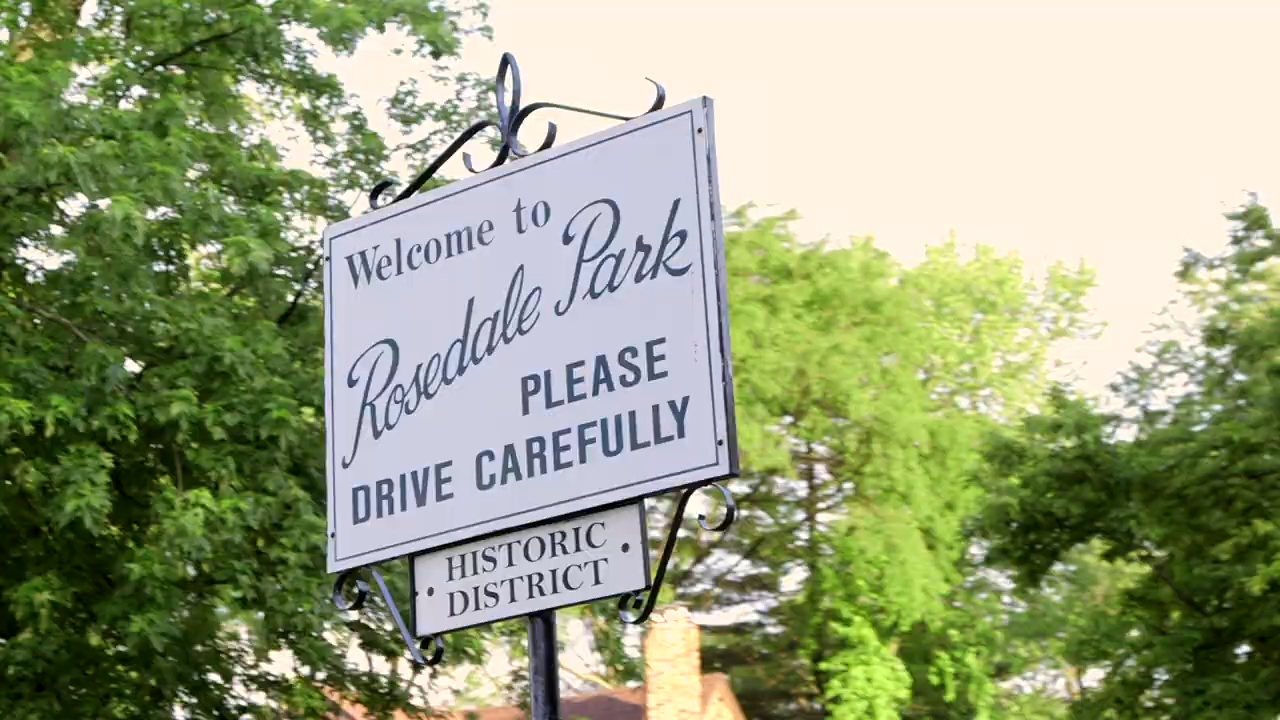 Welcome to
Rosedale Park
PLEASE
DRIVE CAREFULLY
HISTORIC
DISTRICT